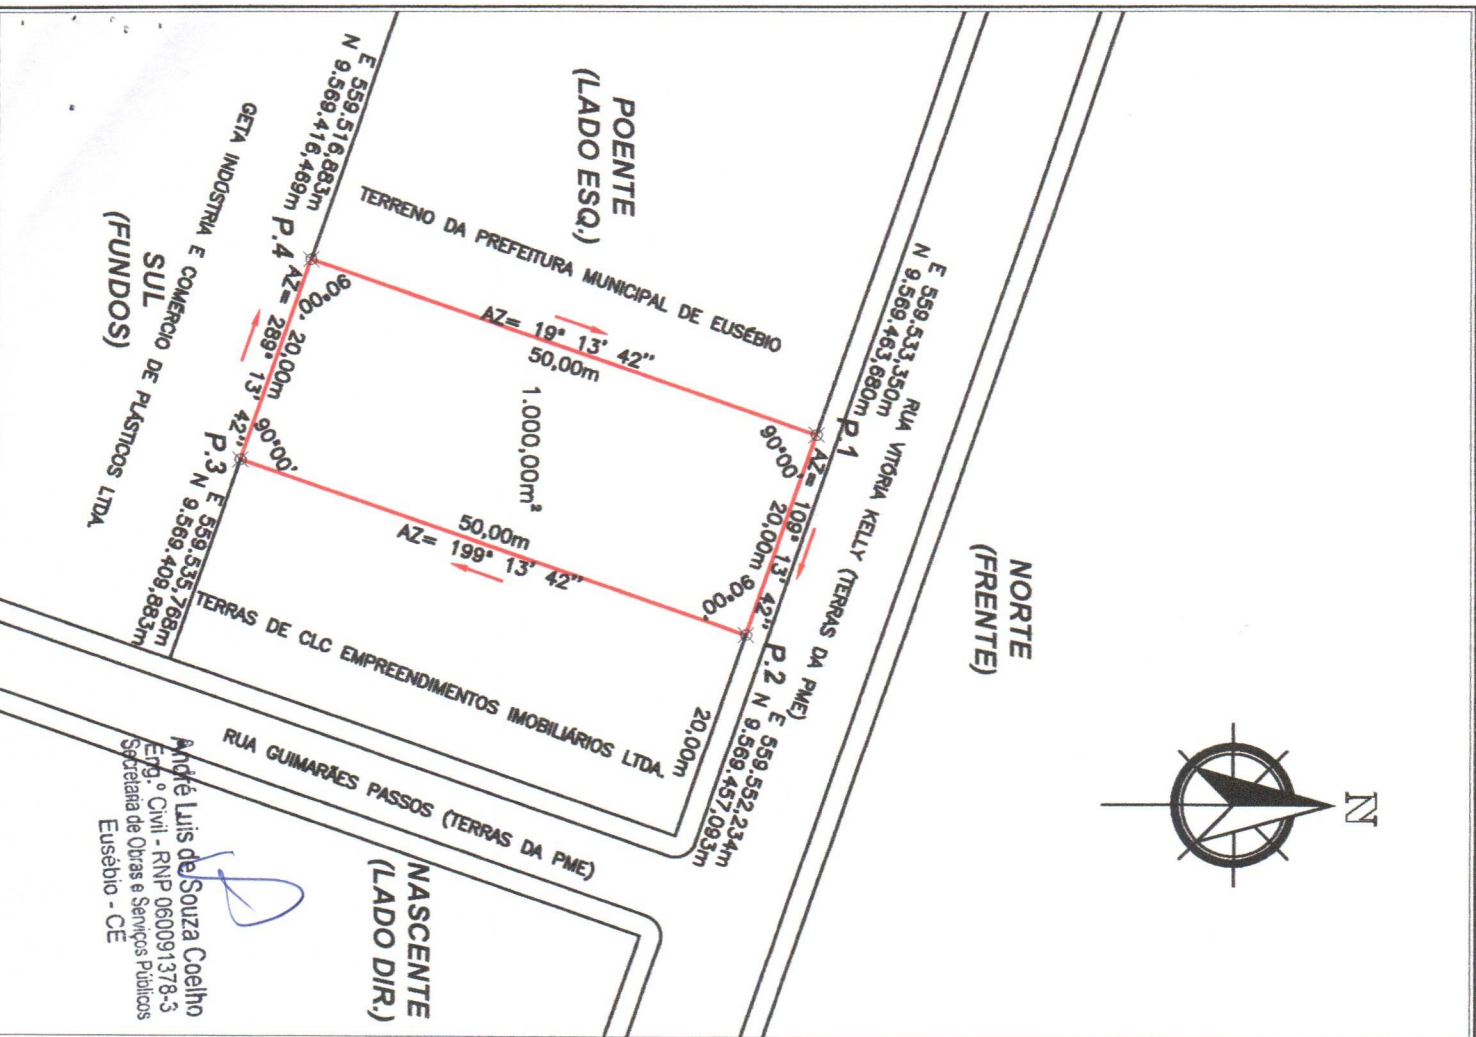 N
NORTE
(FRENTE)
E 559.533,350m
N 9.569.463,680m
RUA VITÓRIA KELLY (TERRAS DA PME)
P.1
AZ= 109° 13' 42"
20,00m
90°00'
90°00'
P.2
E 559.552,234m
N 9.569.457,093m
20,00m
POENTE
(LADO ESQ.)
TERRENO DA PREFEITURA MUNICIPAL DE EUSÉBIO
AZ= 19° 13' 42"
50,00m
1.000,00m²
50,00m
AZ= 199° 13' 42"
TERRAS DE CLC EMPREENDIMENTOS IMOBILIÁRIOS LTDA.
RUA GUIMARÃES PASSOS (TERRAS DA PME)
NASCENTE
(LADO DIR.)
E 559.516,883m
N 9.569.416,469m
P.4
90°00'
20,00m
AZ= 289° 13' 42"
90°00'
P.3
E 559.535,768m
N 9.569.409,883m
GETA INDÚSTRIA E COMÉRCIO DE PLÁSTICOS LTDA.
SUL
(FUNDOS)
André Luis de Souza Coelho
Eng.º Civil - RNP 060091378-3
Secretaria de Obras e Serviços Públicos
Eusébio - CE